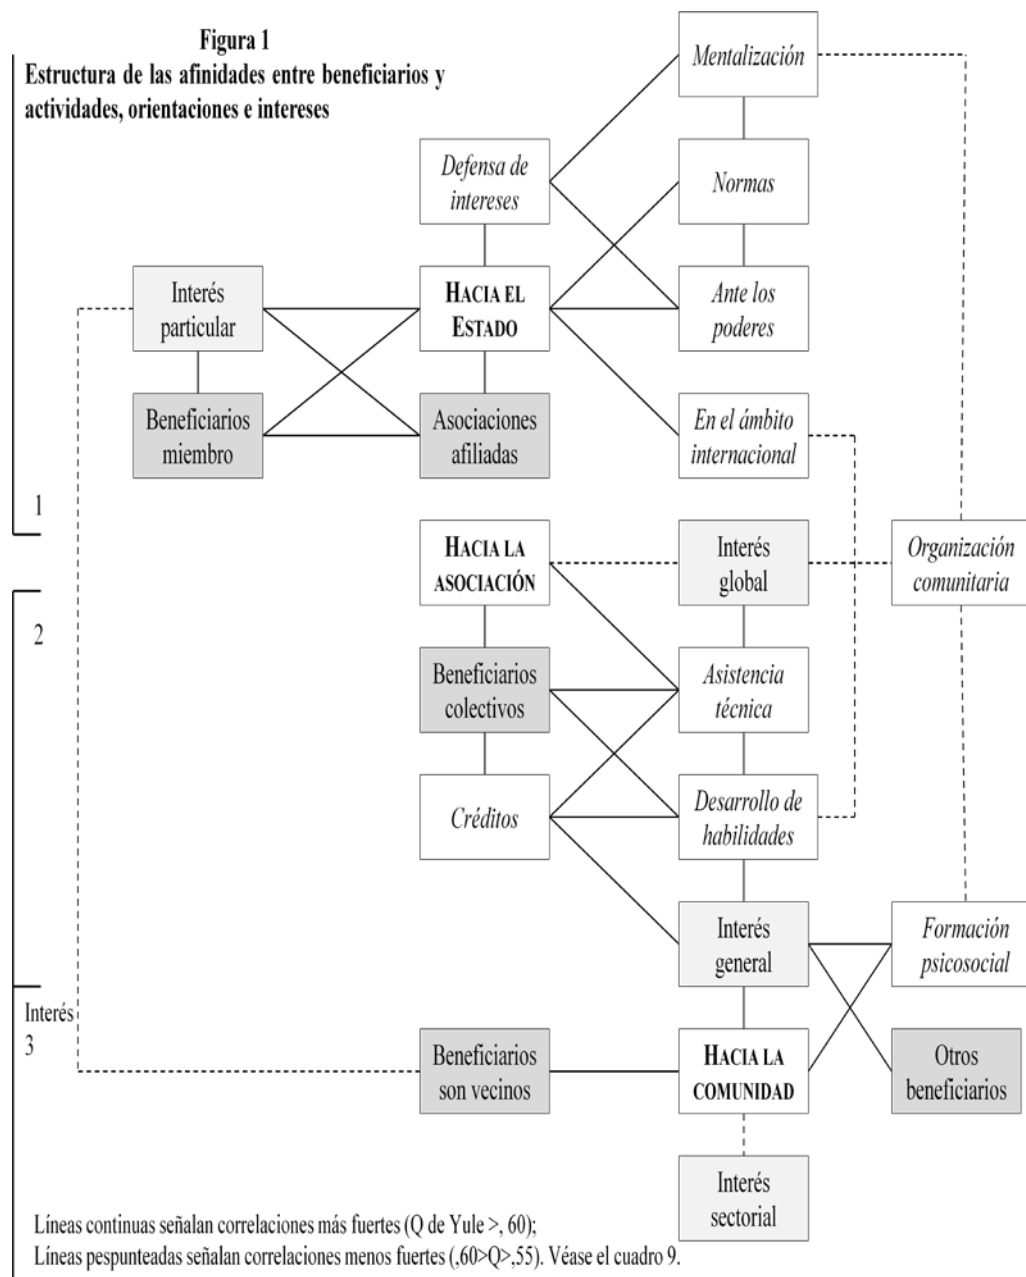 Figura 1
Estructura de las afinidades entre beneficiarios y
actividades, orientaciones e intereses
Mentalización
Defensa de
intereses
Normas
Interés
particular
HACIA EL
ESTADO
Ante los
poderes
Beneficiarios
miembro
Asociaciones
afiliadas
En el ámbito
internacional
1
HACIA LA
ASOCIACIÓN
Interés
global
Organización
comunitaria
2
Beneficiarios
colectivos
Asistencia
técnica
Créditos
Desarrollo de
habilidades
Interés
general
Formación
psicosocial
Interés
3
Beneficiarios
son vecinos
HACIA LA
COMUNIDAD
Otros
beneficiarios
Interés
sectorial
Líneas continuas señalan correlaciones más fuertes (Q de Yule >, 60);
Líneas pespunteadas señalan correlaciones menos fuertes (,60>Q>,55). Véase el cuadro 9.